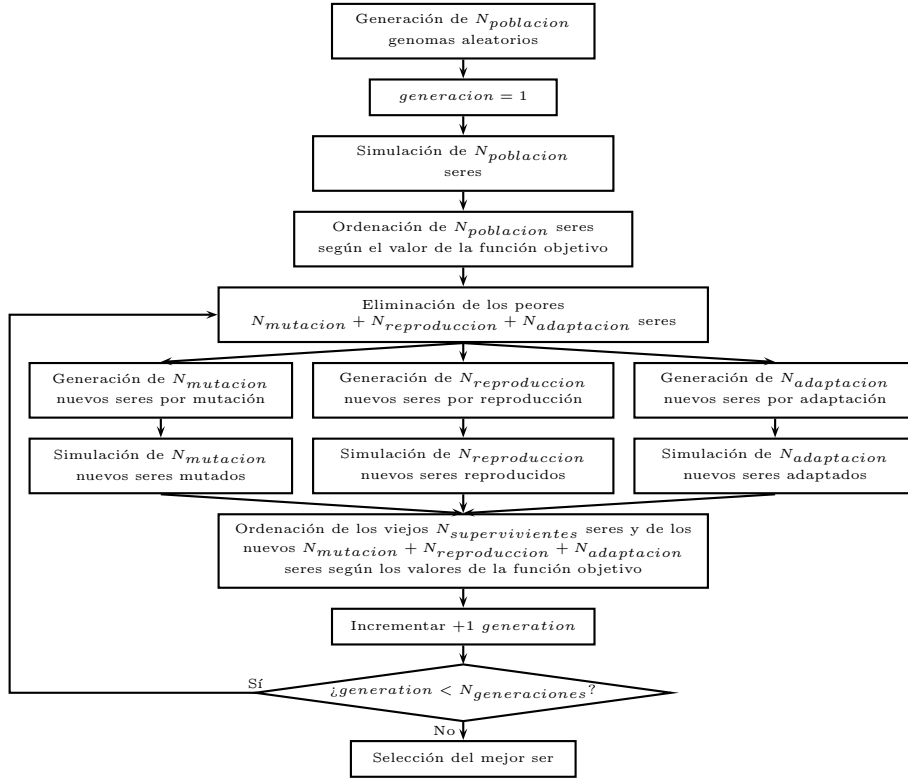 Generación de N_poblacion
genomas aleatorios
generacion = 1
Simulación de N_poblacion
seres
Ordenación de N_poblacion seres
según el valor de la función objetivo
Eliminación de los peores
N_mutacion + N_reproduccion + N_adaptacion seres
Generación de N_mutacion
nuevos seres por mutación
Generación de N_reproduccion
nuevos seres por reproducción
Generación de N_adaptacion
nuevos seres por adaptación
Simulación de N_mutacion
nuevos seres mutados
Simulación de N_reproduccion
nuevos seres reproducidos
Simulación de N_adaptacion
nuevos seres adaptados
Ordenación de los viejos N_supervivientes seres y de los
nuevos N_mutacion + N_reproduccion + N_adaptacion
seres según los valores de la función objetivo
Incrementar +1 generation
Sí
¿generation < N_generaciones?
No
Selección del mejor ser